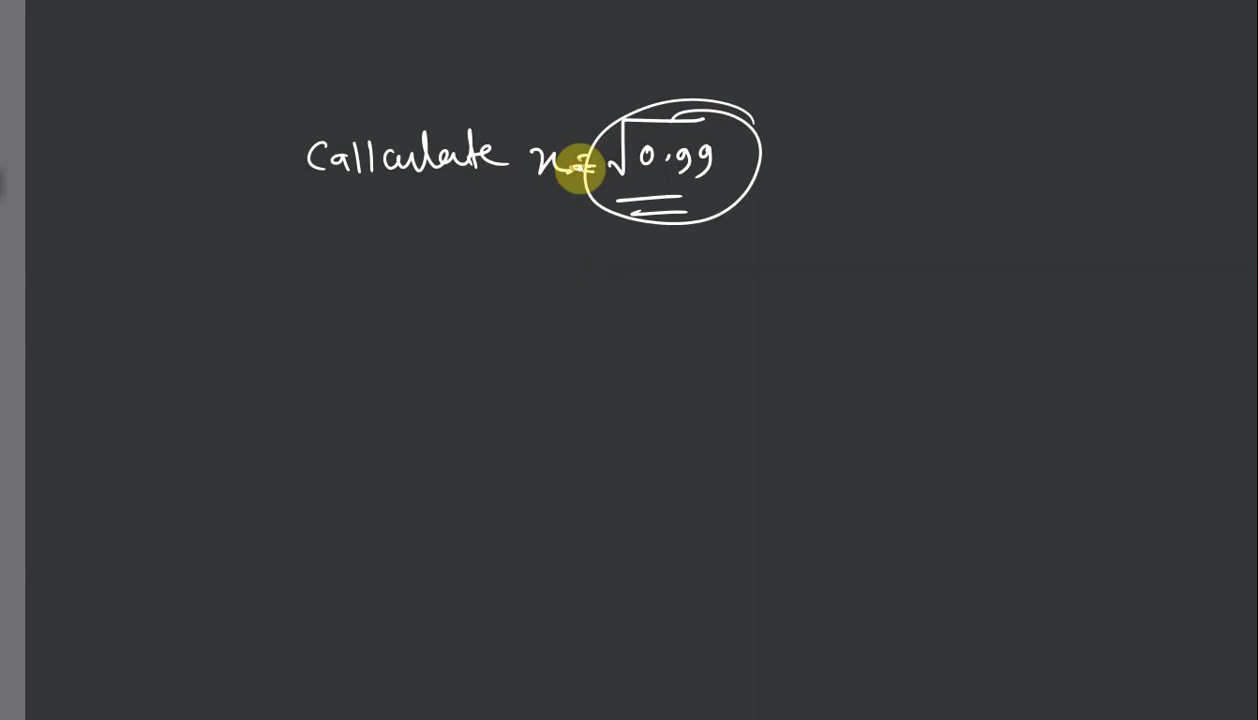 Callculate x = √0.99